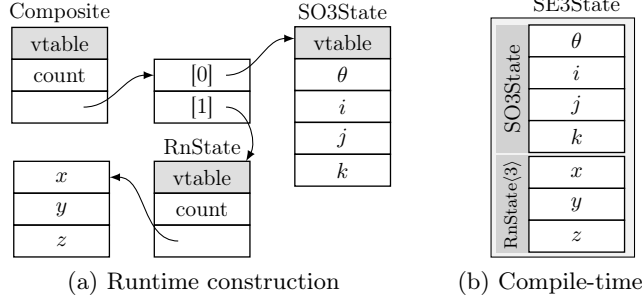 Composite
vtable
count
[0]
[1]
SO3State
vtable
θ
i
j
k
RnState
vtable
count
x
y
z
(a) Runtime construction
SE3State
SO3State
θ
i
j
k
RnState⟨3⟩
x
y
z
(b) Compile-time